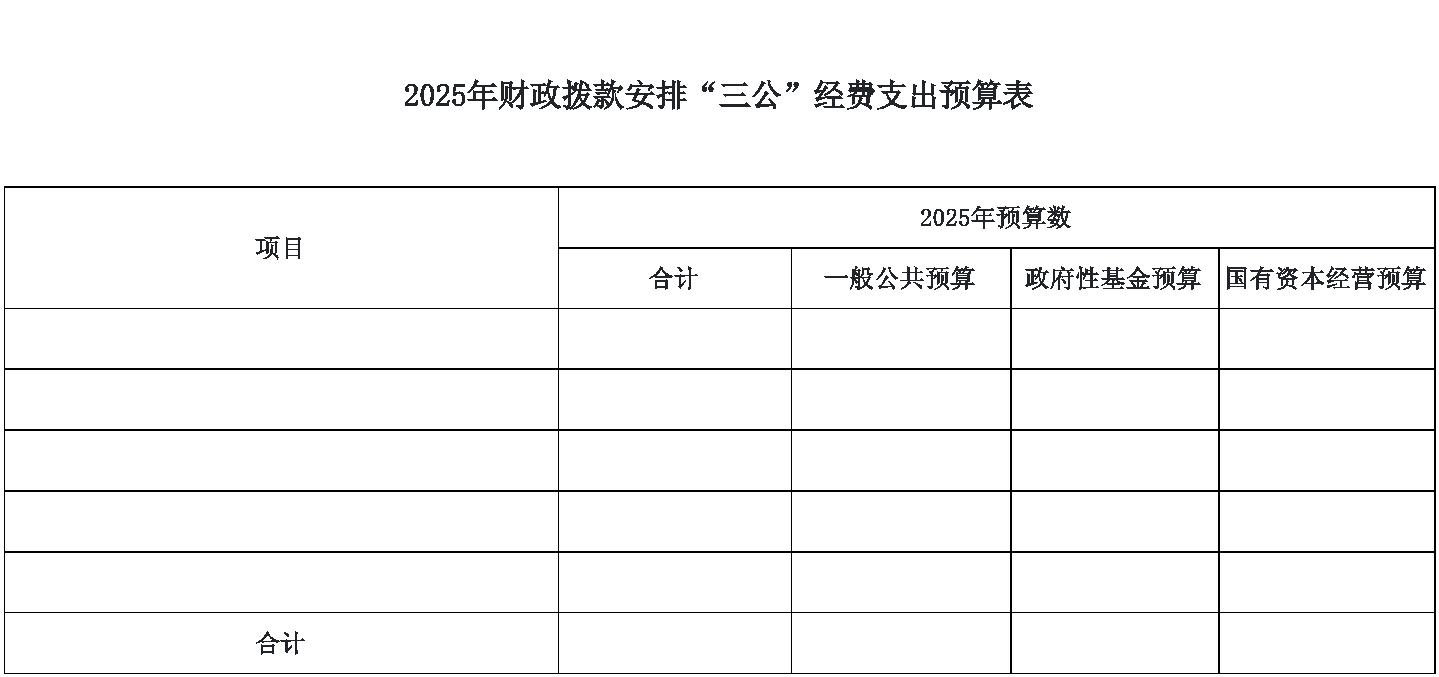 2025年财政拨款安排“三公”经费支出预算表
项目
2025年预算数
合计 一般公共预算 政府性基金预算 国有资本经营预算
合计